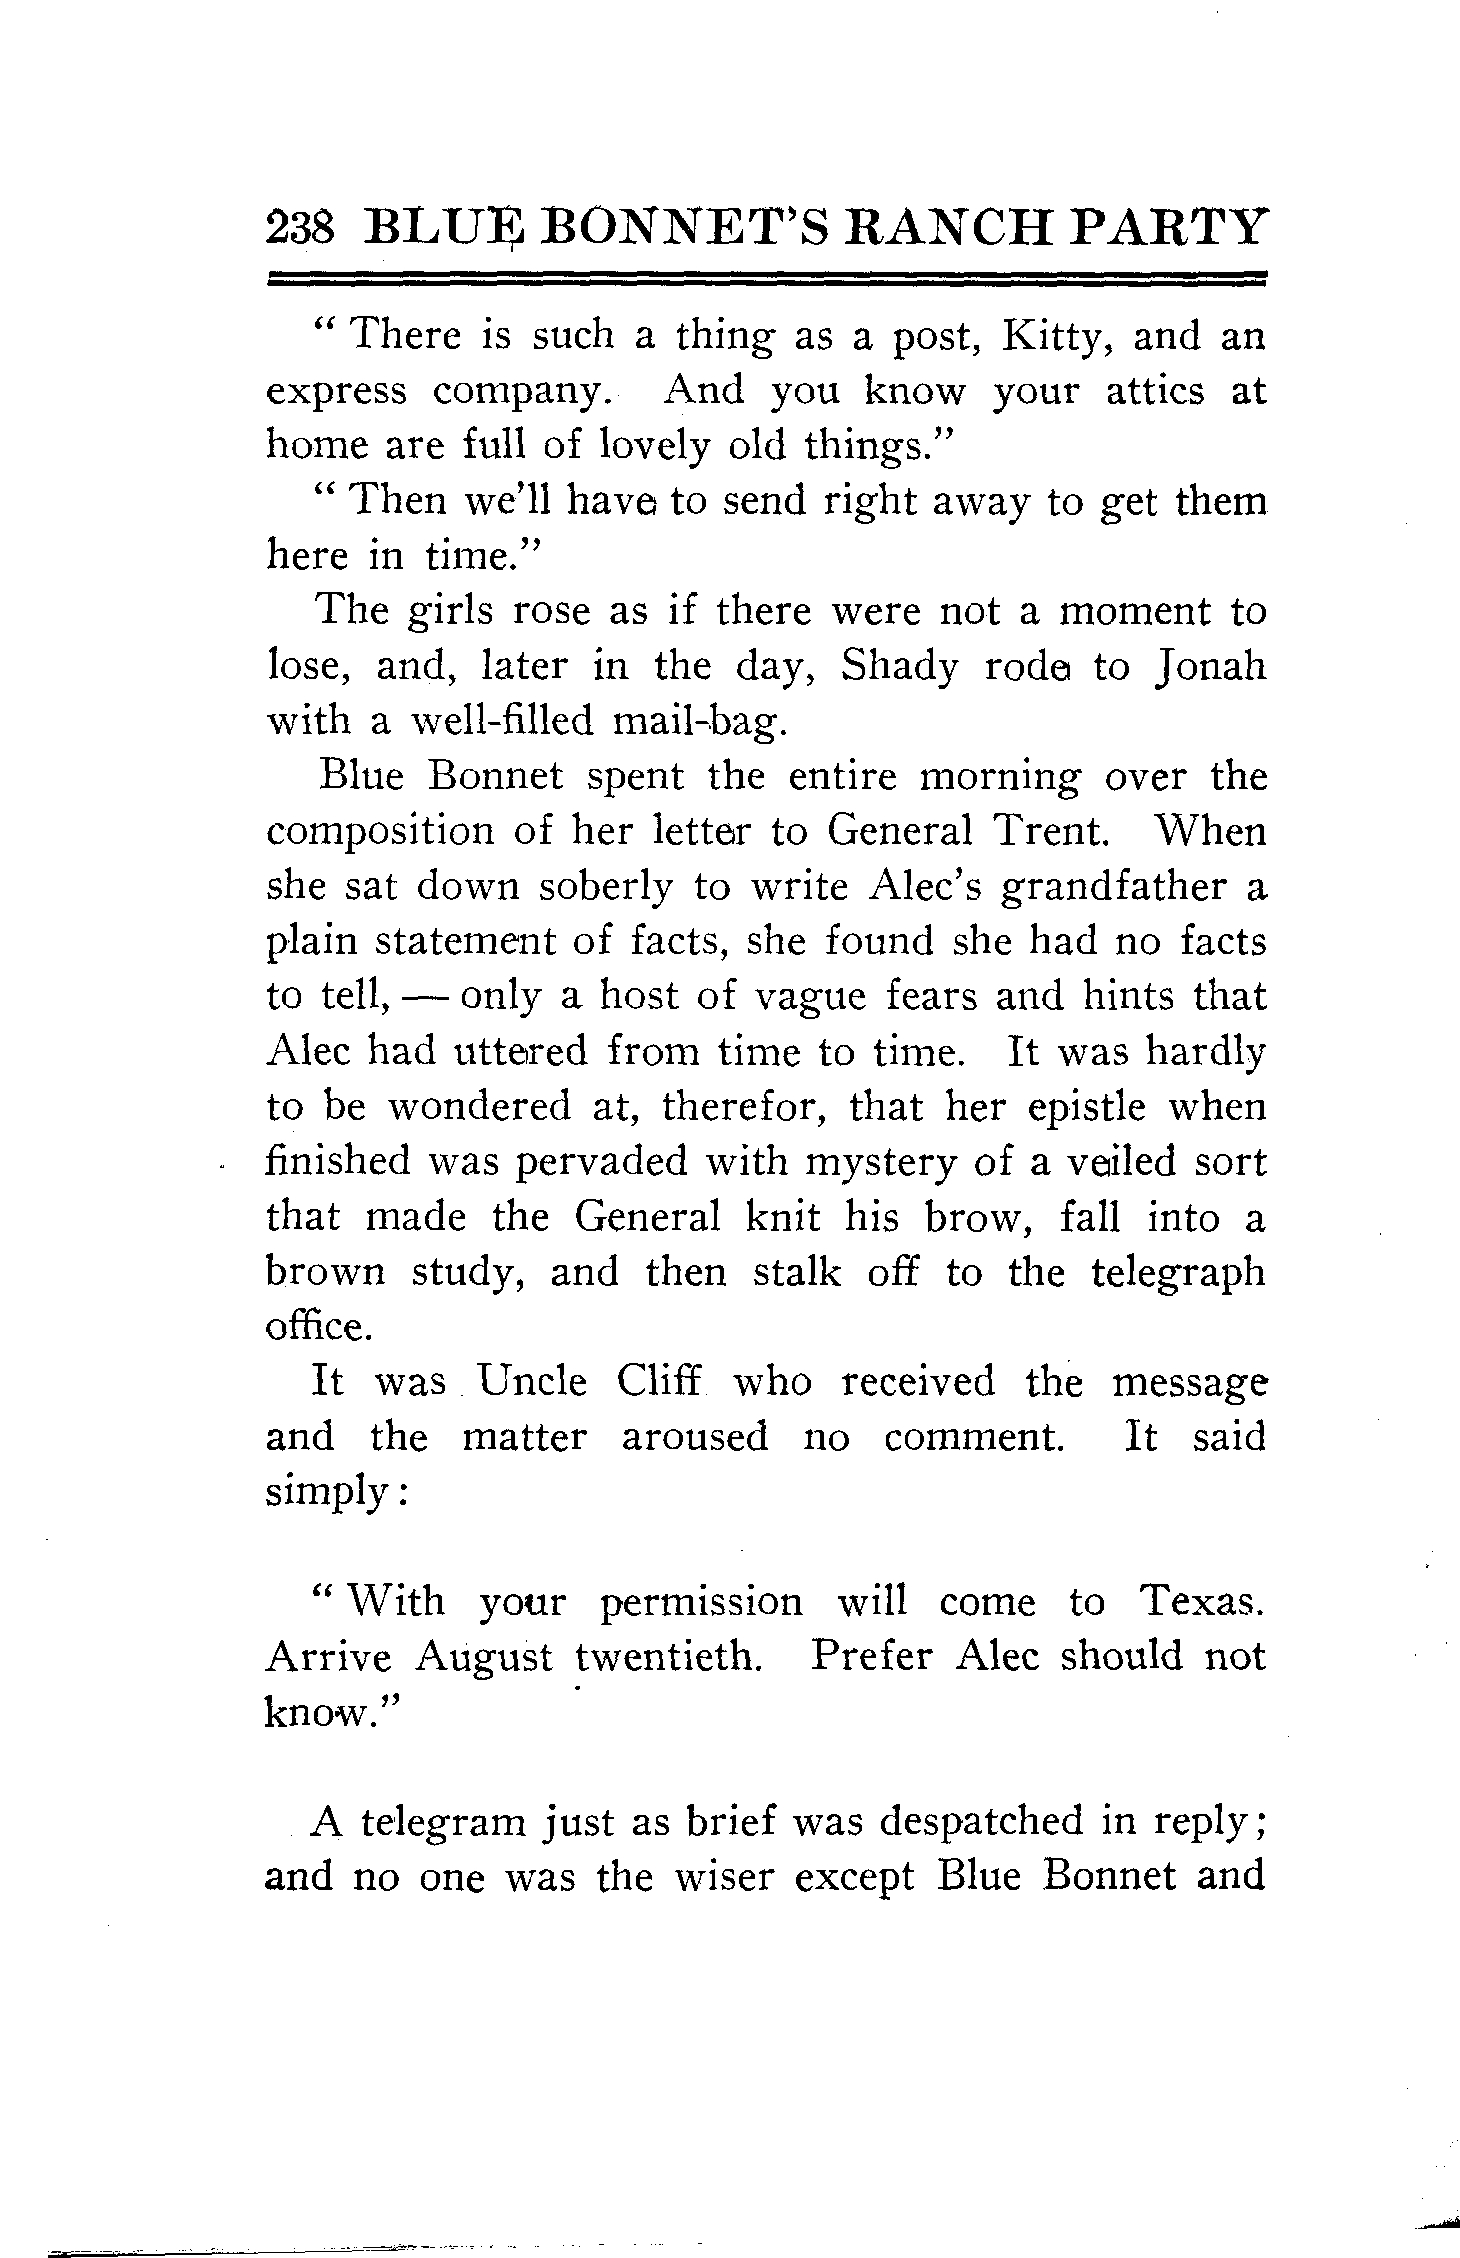 238 BLUE BONNET'S RANCH PARTY
" There is such a thing as a post, Kitty, and an
express company. And you know your attics at
home are full of lovely old things."
" Then we'll have to send right away to get them
here in time."
The girls rose as if there were not a moment to
lose, and, later in the day, Shady rode to Jonah
with a well-filled mail-bag.
Blue Bonnet spent the entire morning over the
composition of her letter to General Trent. When
she sat down soberly to write Alec's grandfather a
plain statement of facts, she found she had no facts
to tell, — only a host of vague fears and hints that
Alec had uttered from time to time. It was hardly
to be wondered at, therefor, that her epistle when
finished was pervaded with mystery of a veiled sort
that made the General knit his brow, fall into a
brown study, and then stalk off to the telegraph
office.
It was Uncle Cliff who received the message
and the matter aroused no comment. It said
simply :
" With your permission will come to Texas.
Arrive August twentieth. Prefer Alec should not
know."
A telegram just as brief was despatched in reply ;
and no one was the wiser except Blue Bonnet and